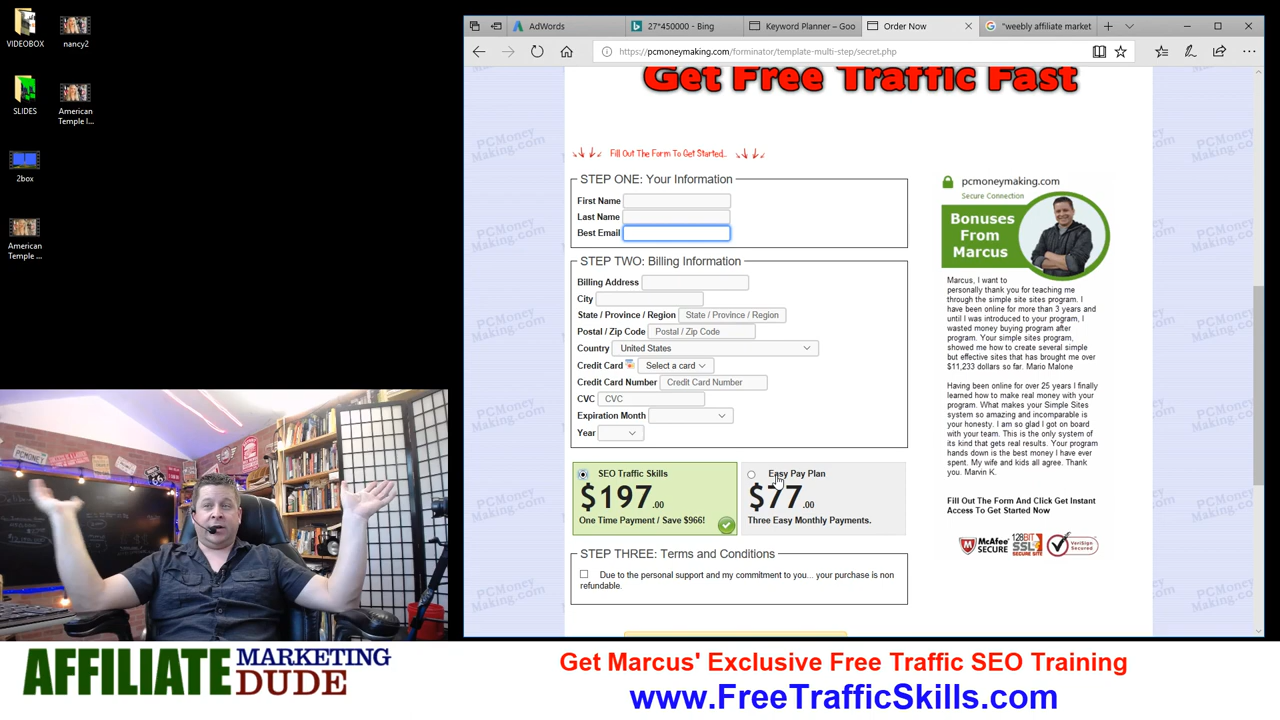 VIDEOBOX
nancy2
SLIDES
American
Temple I...
2box
American
Temple ...
AdWords
27*450000 - Bing
Keyword Planner – Goo
Order Now
"weebly affiliate market
https://pcmoneymaking.com/forminator/template-multi-step/secret.php
Get Free Traffic Fast
Fill Out The Form To Get Started...
STEP ONE: Your Information
First Name
Last Name
Best Email
STEP TWO: Billing Information
Billing Address
City
State / Province / Region State / Province / Region
Postal / Zip Code Postal / Zip Code
Country United States
Credit Card Select a card
Credit Card Number Credit Card Number
CVC CVC
Expiration Month
Year
SEO Traffic Skills
$197.00
One Time Payment / Save $966!
Easy Pay Plan
$77.00
Three Easy Monthly Payments.
STEP THREE: Terms and Conditions
Due to the personal support and my commitment to you... your purchase is non
refundable.
pcmoneymaking.com
Secure Connection
Bonuses
From
Marcus
Marcus, I want to
personally thank you for teaching me
through the simple site sites program. I
have been online for more than 3 years and
until I was introduced to your program, I
wasted money buying program after
program. Your simple sites program,
showed me how to create several simple
but effective sites that has brought me over
$11,233 dollars so far. Mario Malone
Having been online for over 25 years I finally
learned how to make real money with your
program. What makes your Simple Sites
system so amazing and incomparable is
your honesty. I am so glad I got on board
with your team. This is the only system of
its kind that gets real results. Your program
hands down is the best money I have ever
spent. My wife and kids all agree. Thank
you. Marvin K.
Fill Out The Form And Click Get Instant
Access To Get Started Now
McAfee
SECURE
128BIT
SSL
VeriSign
Secured
PCMoney
Making.com
AFFILIATE MARKETING
DUDE
Get Marcus' Exclusive Free Traffic SEO Training
www.FreeTrafficSkills.com